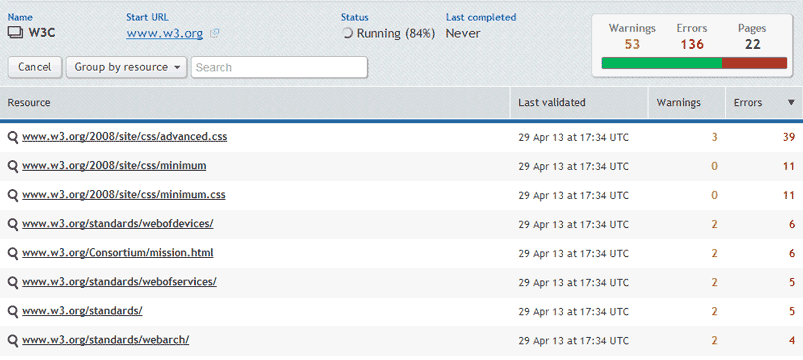 Name Start URL Status Last completed
W3C www.w3.org Running (84%) Never
Warnings Errors Pages
53 136 22
Cancel Group by resource Search
Resource Last validated Warnings Errors
www.w3.org/2008/site/css/advanced.css 29 Apr 13 at 17:34 UTC 3 39
www.w3.org/2008/site/css/minimum 29 Apr 13 at 17:34 UTC 0 11
www.w3.org/2008/site/css/minimum.css 29 Apr 13 at 17:34 UTC 0 11
www.w3.org/standards/webofdevices/ 29 Apr 13 at 17:34 UTC 2 6
www.w3.org/Consortium/mission.html 29 Apr 13 at 17:34 UTC 2 6
www.w3.org/standards/webofservices/ 29 Apr 13 at 17:34 UTC 2 5
www.w3.org/standards/ 29 Apr 13 at 17:34 UTC 2 5
www.w3.org/standards/webarch/ 29 Apr 13 at 17:34 UTC 2 4